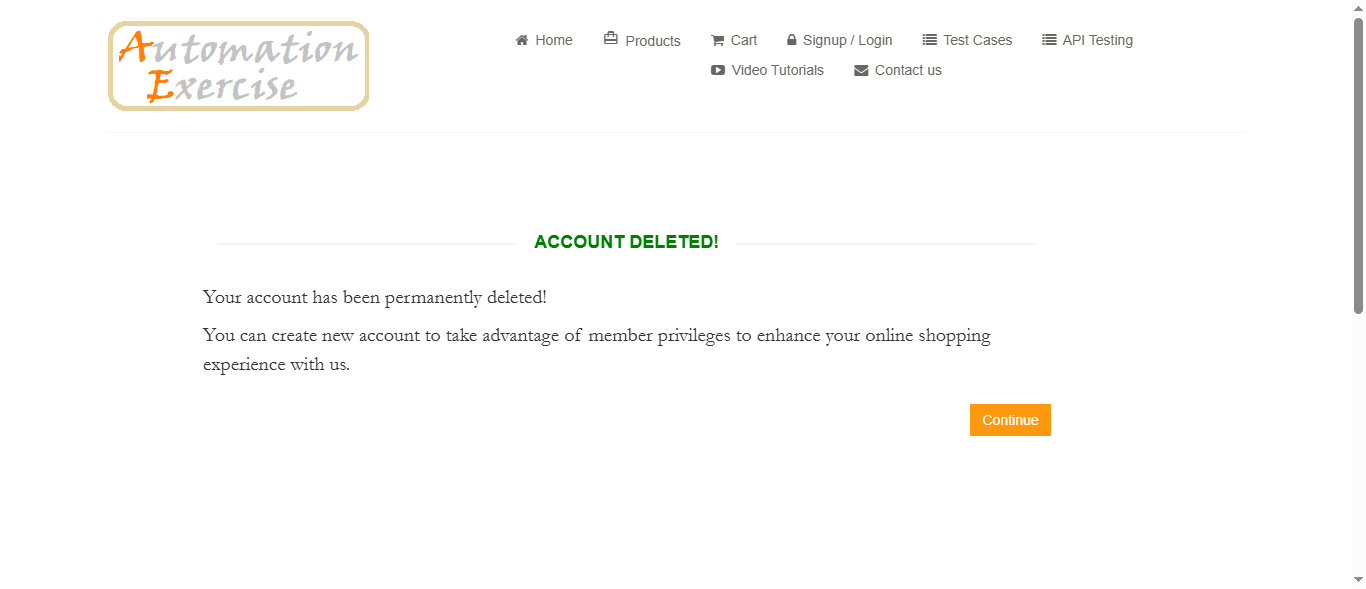 Automation
Exercise
Home Products Cart Signup / Login Test Cases API Testing
Video Tutorials Contact us
ACCOUNT DELETED!
Your account has been permanently deleted!
You can create new account to take advantage of member privileges to enhance your online shopping
experience with us.
Continue